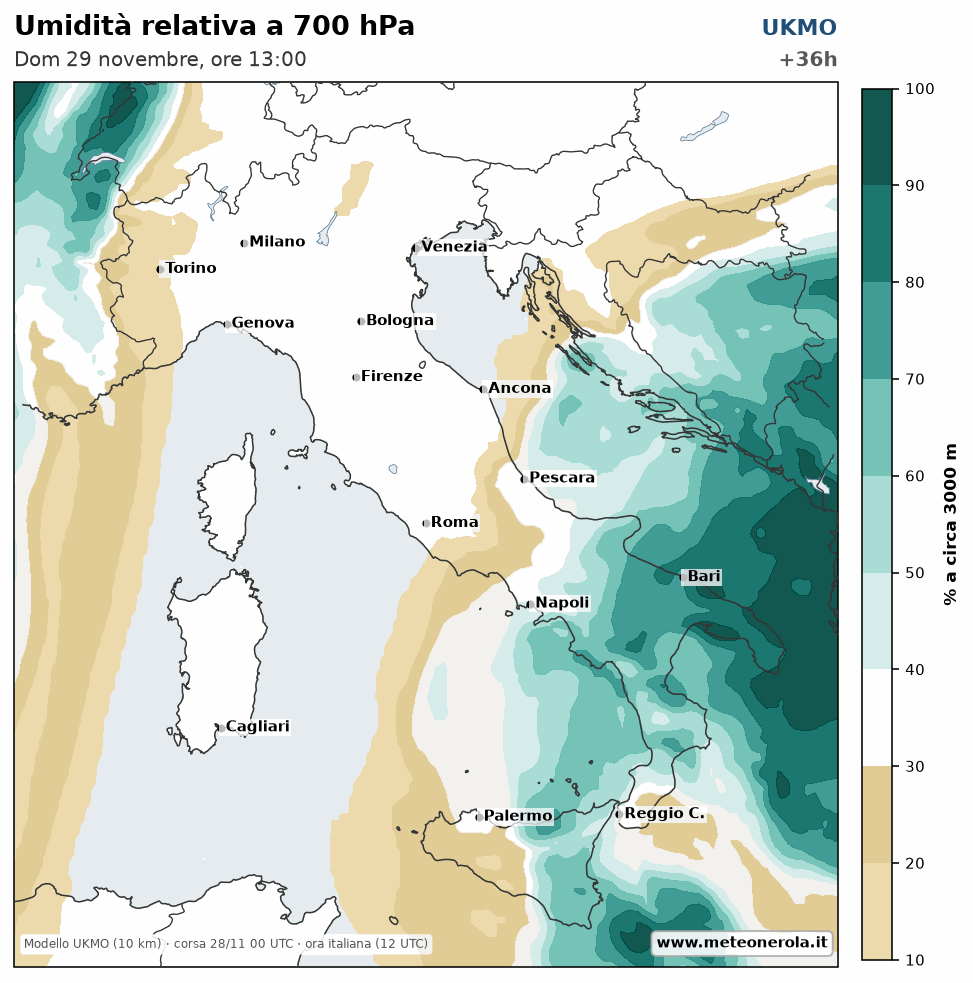 Umidità relativa a 700 hPa
UKMO
Dom 29 novembre, ore 13:00
+36h
100
90
80
70
60
50
40
30
20
10
% a circa 3000 m
Milano
Venezia
Torino
Genova
Bologna
Firenze
Ancona
Pescara
Roma
Bari
Napoli
Cagliari
Palermo
Reggio C.
Modello UKMO (10 km) · corsa 28/11 00 UTC · ora italiana (12 UTC)
www.meteonerola.it